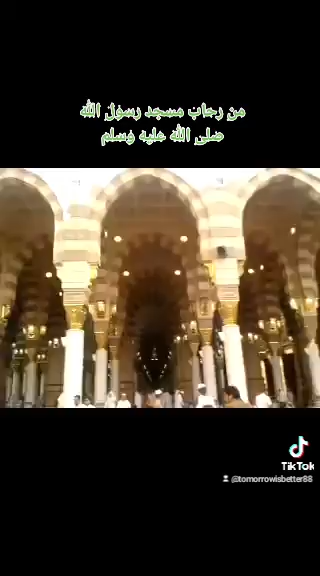 من رحاب مسجد رسول الله
صلى الله عليه وسلم
TikTok
@tomorrowisbetter88